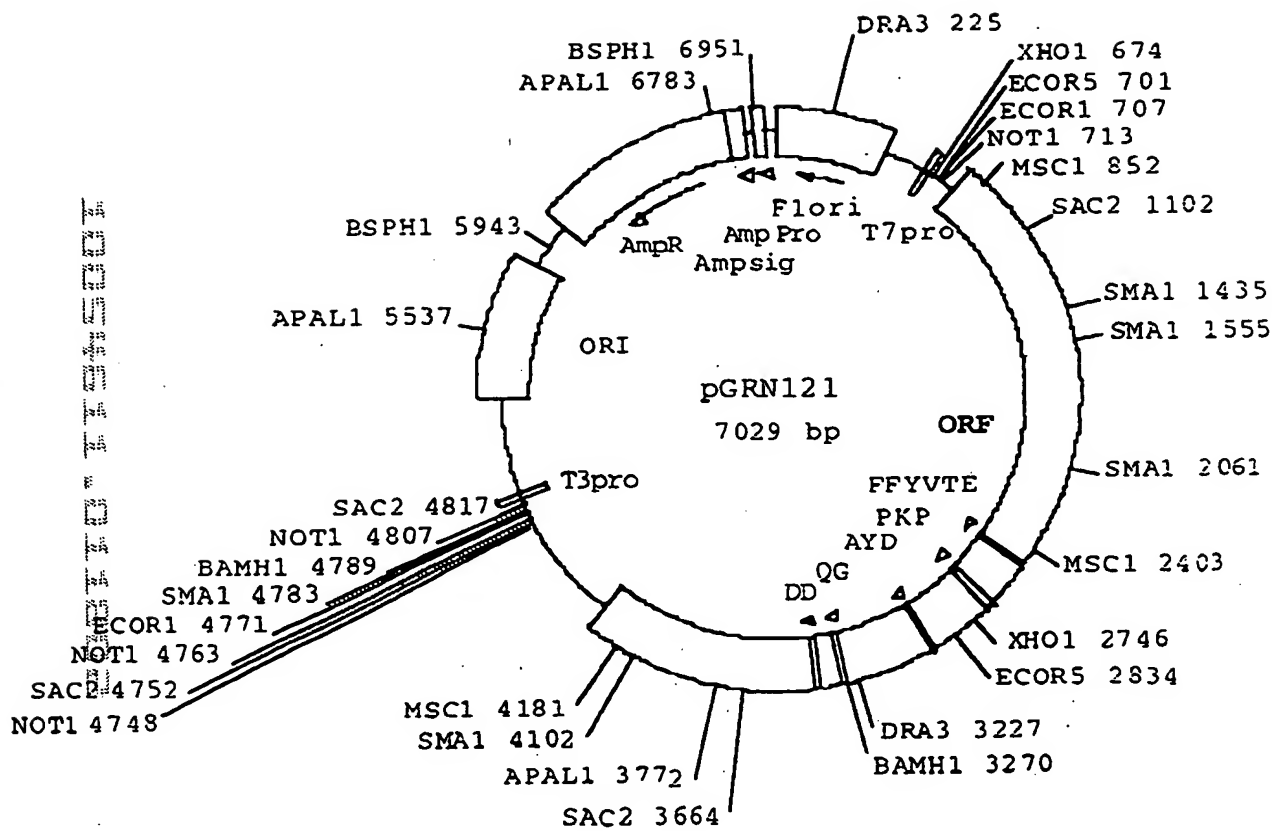 DRA3 225
BSPH1 6951
APAL1 6783
XHO1 674
ECOR5 701
ECOR1 707
NOT1 713
MSC1 852
SAC2 1102
BSPH1 5943
AmpR
Ampsig
Amp Pro
Flori
T7pro
APAL1 5537
ORI
SMA1 1435
SMA1 1555
pGRN121
7029 bp
ORF
SMA1 2061
FFYVTE
PKP
AYD
QG
DD
T3pro
SAC2 4817
NOT1 4807
BAMH1 4789
SMA1 4783
ECOR1 4771
NOT1 4763
SAC2 4752
NOT1 4748
MSC1 2403
XHO1 2746
ECOR5 2834
MSC1 4181
SMA1 4102
APAL1 3772
SAC2 3664
DRA3 3227
BAMH1 3270